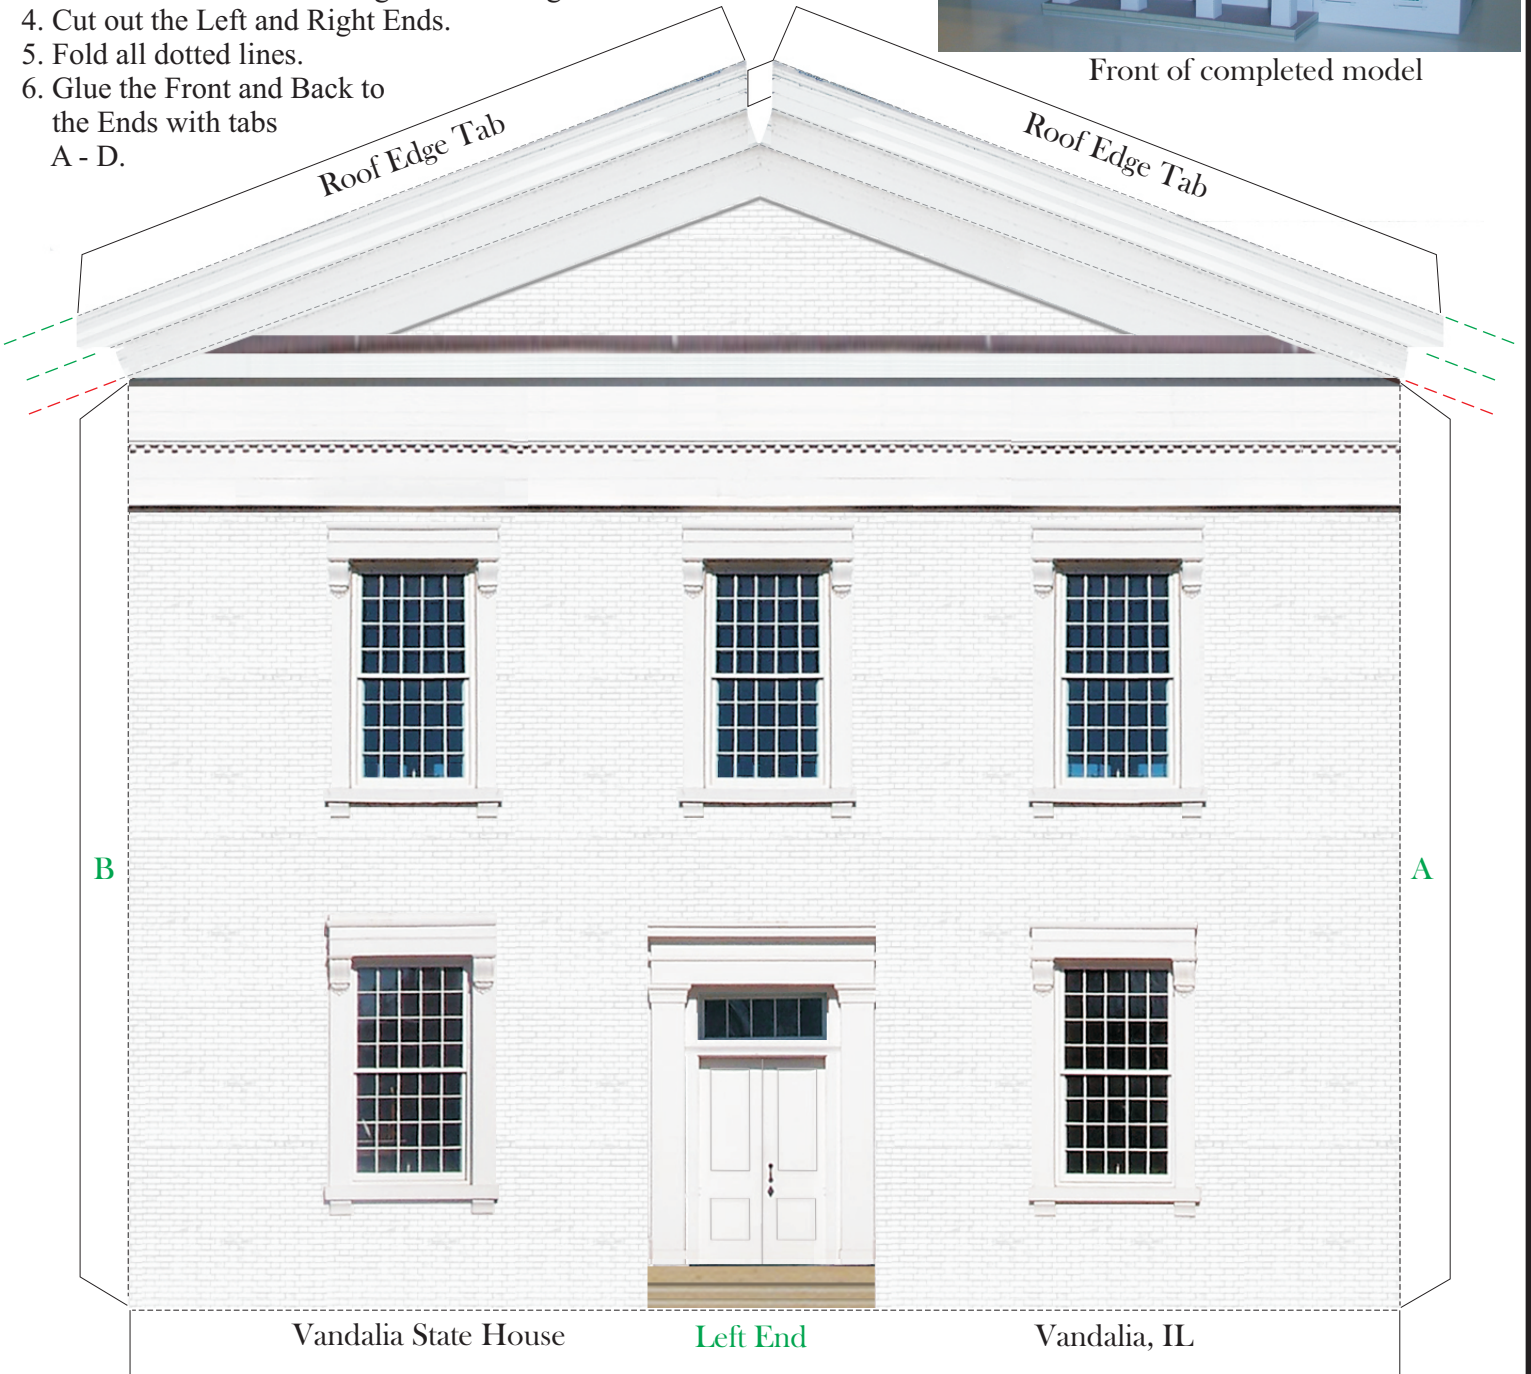 4. Cut out the Left and Right Ends.
5. Fold all dotted lines.
6. Glue the Front and Back to
the Ends with tabs
A - D.
Front of completed model
Roof Edge Tab
Roof Edge Tab
B
A
Vandalia State House
Left End
Vandalia, IL